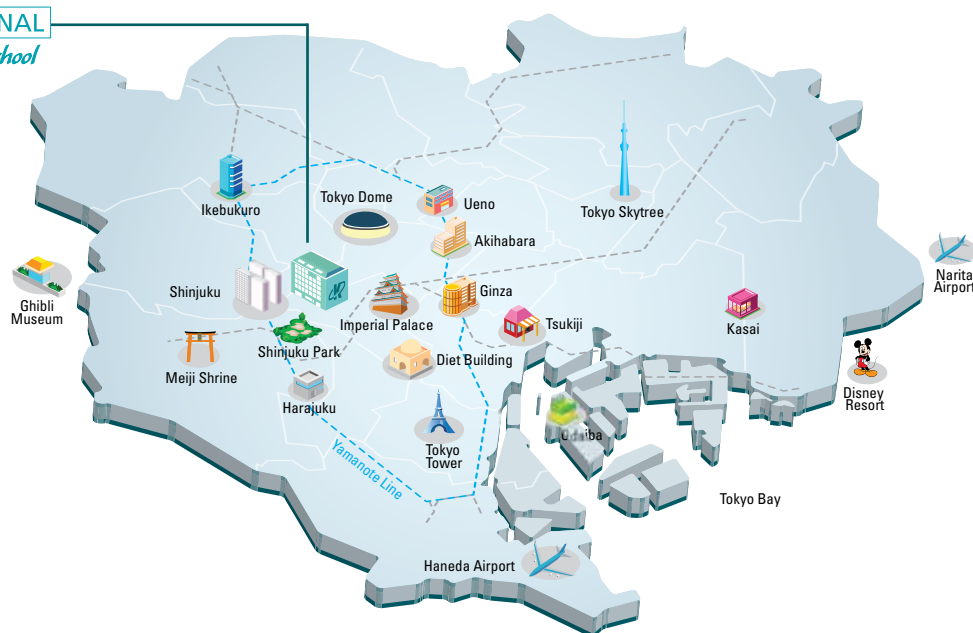 NAL
chool
Ikebukuro
Tokyo Dome
Ueno
Tokyo Skytree
Akihabara
Narita
Airport
Ghibli
Museum
Shinjuku
Ginza
Imperial Palace
Tsukiji
Kasai
Shinjuku Park
Meiji Shrine
Diet Building
Harajuku
Disney
Resort
Tokyo
Tower
Yamanote Line
Tokyo Bay
Haneda Airport